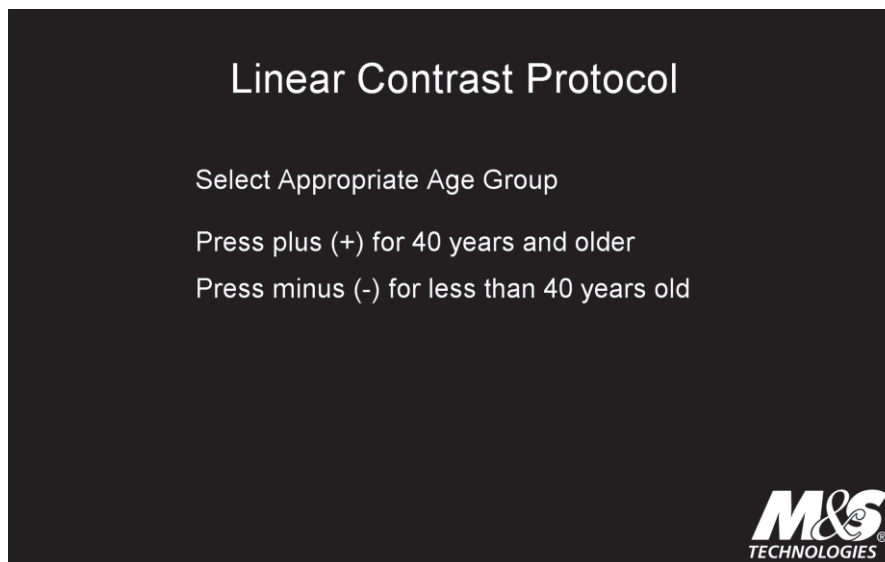 Linear Contrast Protocol
Select Appropriate Age Group
Press plus (+) for 40 years and older
Press minus (-) for less than 40 years old
M&S®
TECHNOLOGIES